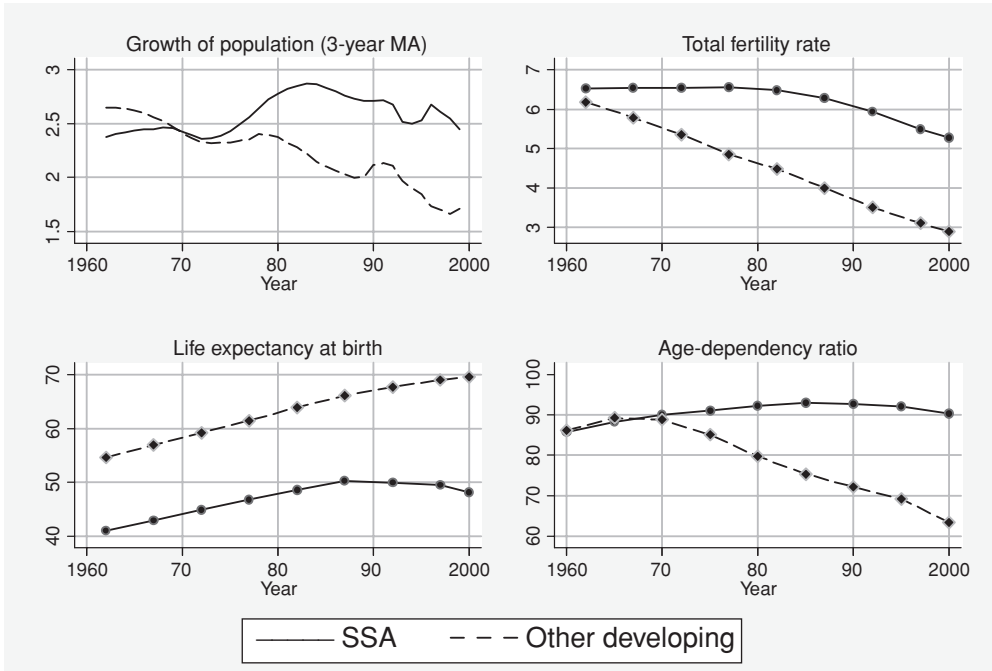 Growth of population (3-year MA)
3
2.5
2
1.5
1960 70 80 90 2000
Year
Total fertility rate
7
6
5
4
3
1960 70 80 90 2000
Year
Life expectancy at birth
70
60
50
40
1960 70 80 90 2000
Year
Age-dependency ratio
100
90
80
70
60
1960 70 80 90 2000
Year
SSA Other developing